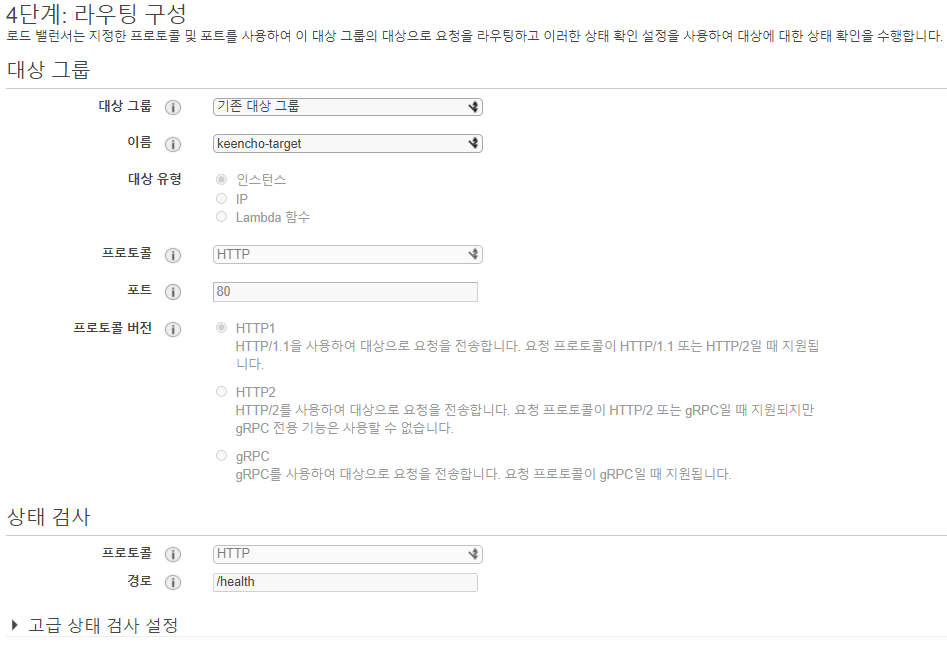 4단계: 라우팅 구성
로드 밸런서는 지정한 프로토콜 및 포트를 사용하여 이 대상 그룹의 대상으로 요청을 라우팅하고 이러한 상태 확인 설정을 사용하여 대상에 대한 상태 확인을 수행합니다.
대상 그룹
대상 그룹 i 기존 대상 그룹
이름 i keencho-target
대상 유형 인스턴스
IP
Lambda 함수
프로토콜 i HTTP
포트 i 80
프로토콜 버전 i HTTP1
HTTP/1.1을 사용하여 대상으로 요청을 전송합니다. 요청 프로토콜이 HTTP/1.1 또는 HTTP/2일 때 지원됩
니다.
HTTP2
HTTP/2를 사용하여 대상으로 요청을 전송합니다. 요청 프로토콜이 HTTP/2 또는 gRPC일 때 지원되지만
gRPC 전용 기능은 사용할 수 없습니다.
gRPC
gRPC를 사용하여 대상으로 요청을 전송합니다. 요청 프로토콜이 gRPC일 때 지원됩니다.
상태 검사
프로토콜 i HTTP
경로 i /health
고급 상태 검사 설정